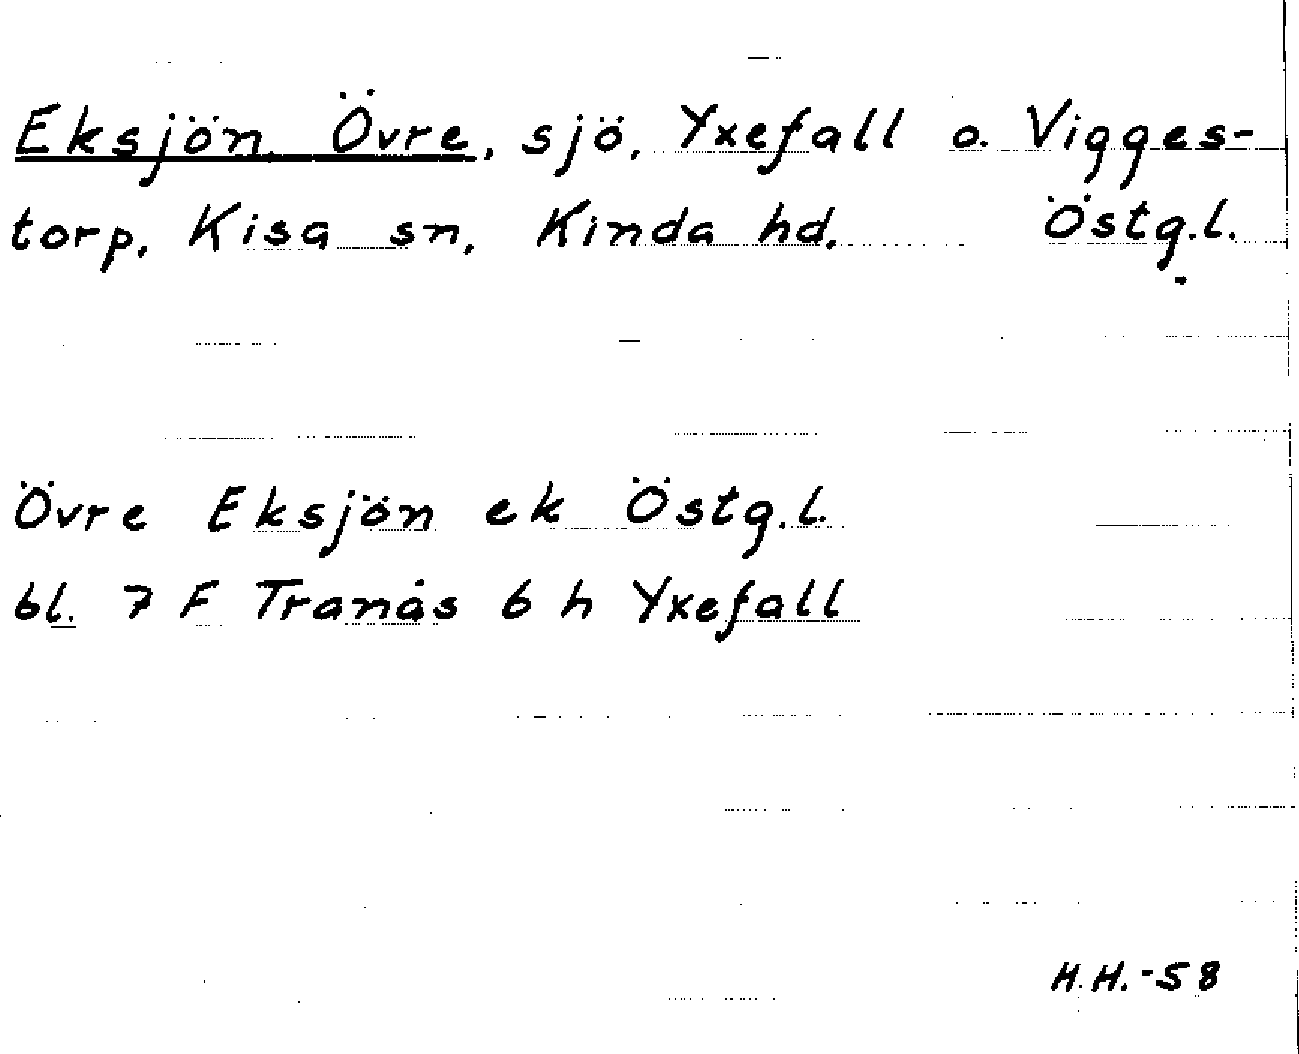 Eksjön, Övre, sjö, Yxefall o. Vigges-
torp, Kisa sn, Kinda hd. Östg.l.
Övre Eksjön ek Östg.l.
bl. 7 F Tranås 6 h Yxefall
H.H.-58